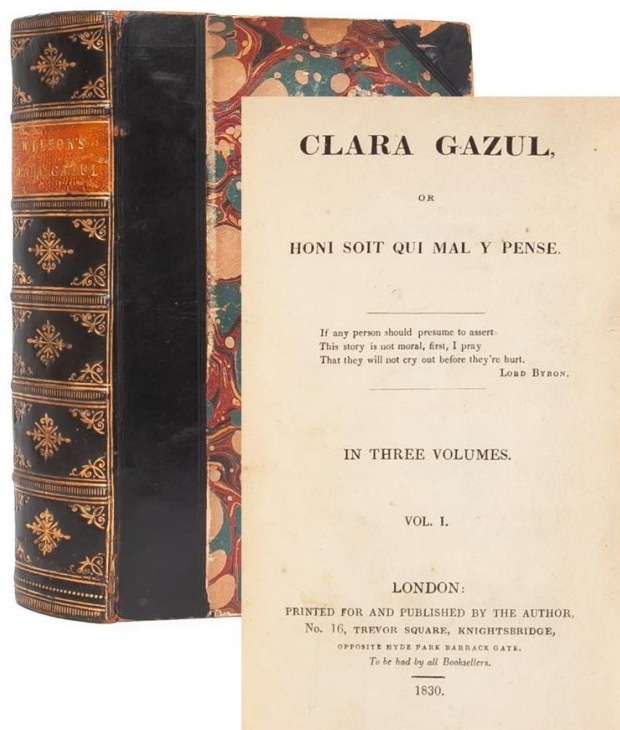 WILSON'S
CLARA GAZUL
CLARA GAZUL,
OR
HONI SOIT QUI MAL Y PENSE.
If any person should presume to assert
This story is not moral, first, I pray
That they will not cry out before they're hurt.
LORD BYRON.
IN THREE VOLUMES.
VOL. I.
LONDON:
PRINTED FOR AND PUBLISHED BY THE AUTHOR,
No. 16, TREVOR SQUARE, KNIGHTSBRIDGE,
OPPOSITE HYDE PARK BARRACK GATE.
To be had by all Booksellers.
1830.